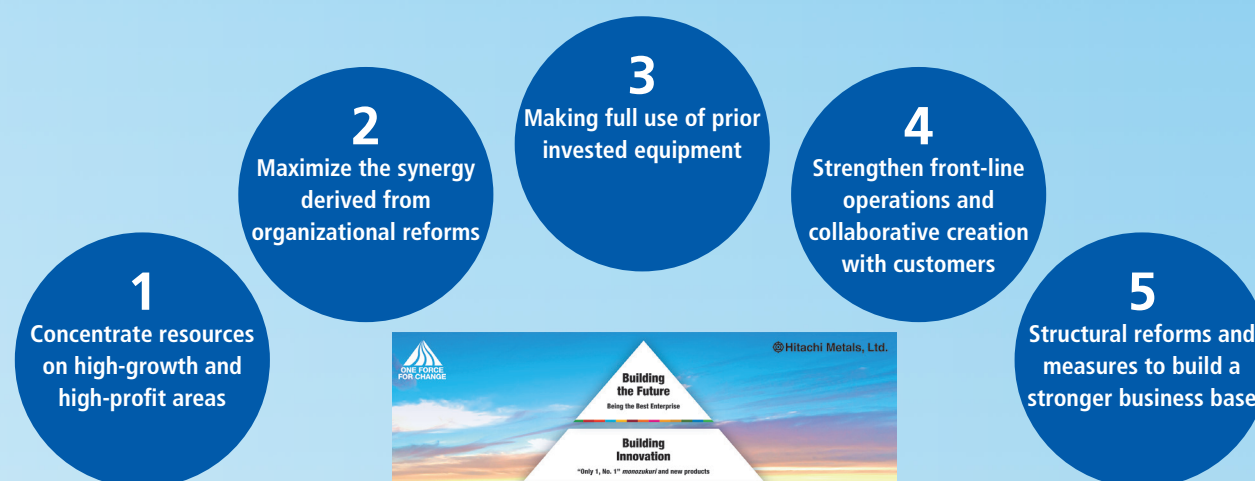 1
Concentrate resources
on high-growth and
high-profit areas
2
Maximize the synergy
derived from
organizational reforms
3
Making full use of prior
invested equipment
4
Strengthen front-line
operations and
collaborative creation
with customers
5
Structural reforms and
measures to build a
stronger business base
ONE FORCE
FOR CHANGE
Hitachi Metals, Ltd.
Building
the Future
Being the Best Enterprise
Building
Innovation
"Only 1, No. 1" monozukuri and new products